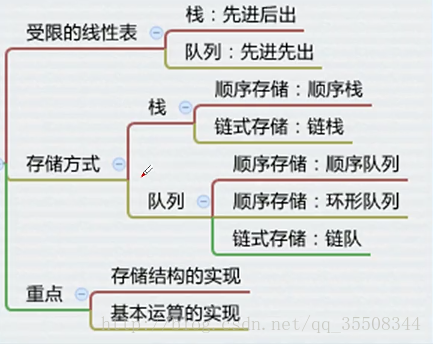 栈：先进后出
受限的线性表
队列：先进先出
顺序存储：顺序栈
栈
链式存储：链栈
存储方式
顺序存储：顺序队列
队列
顺序存储：环形队列
链式存储：链队
存储结构的实现
重点
基本运算的实现
http://blog.csdn.net/qq_35508344